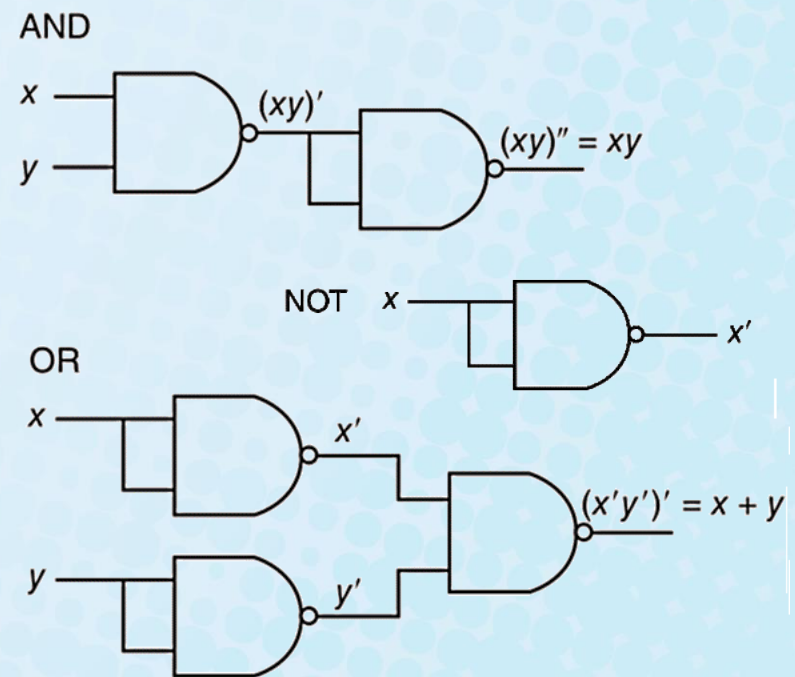 AND
x
(xy)′
y
(xy)″ = xy
NOT x
x′
OR
x
x′
(x′y′)′ = x + y
y
y′